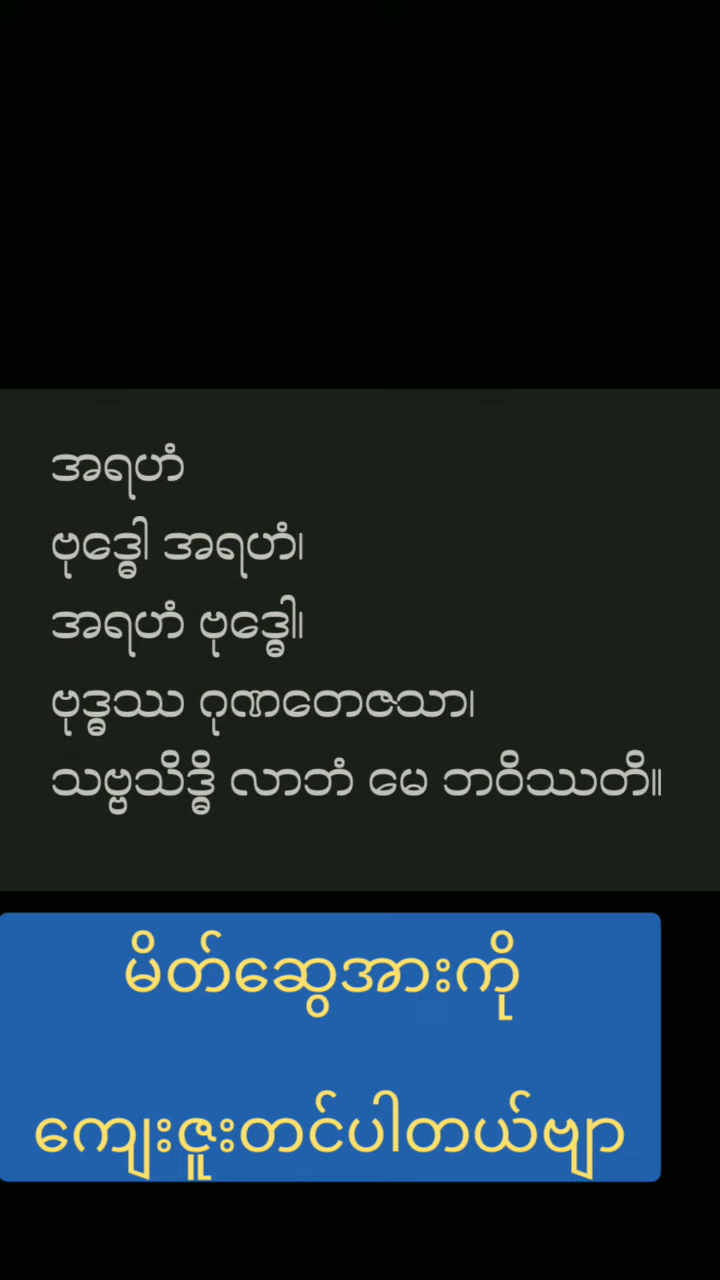 အရဟံ
ဗုဒ္ဓေါ အရဟံ၊
အရဟံ ဗုဒ္ဓေါ၊
ဗုဒ္ဓဿ ဂုဏတေဇသာ၊
သဗ္ဗသိဒ္ဓိ လာဘံ မေ ဘဝိဿတိ။
မိတ်ဆွေအားကို
ကျေးဇူးတင်ပါတယ်ဗျာ